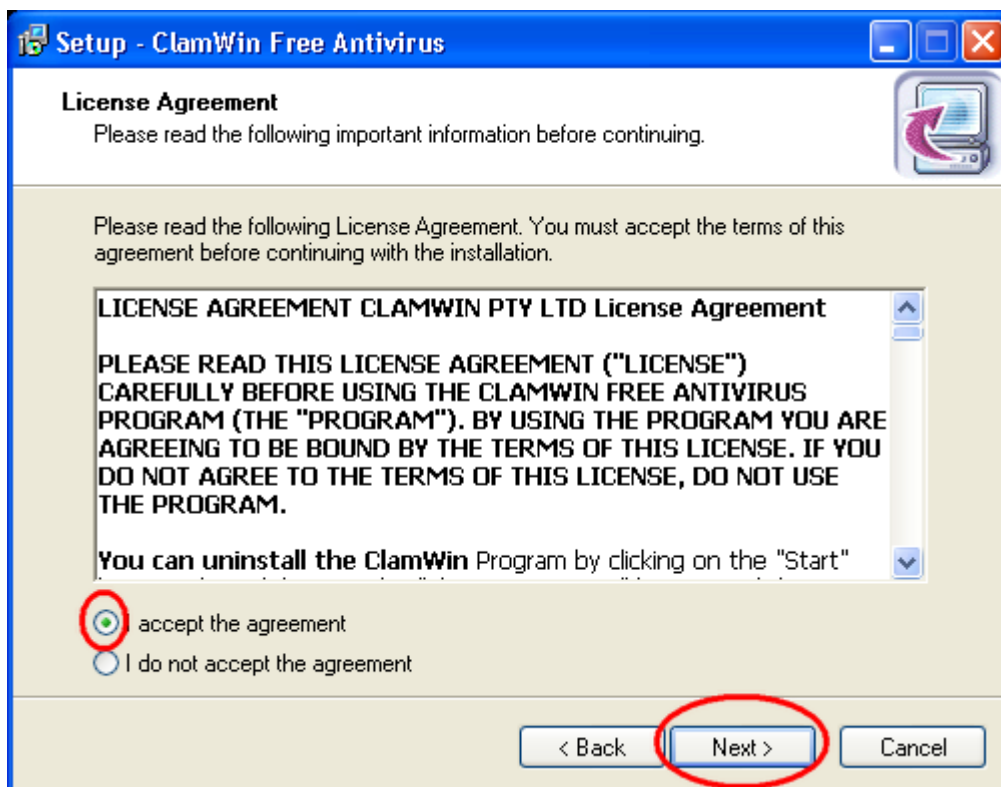 Setup - ClamWin Free Antivirus
License Agreement
Please read the following important information before continuing.
Please read the following License Agreement. You must accept the terms of this
agreement before continuing with the installation.
LICENSE AGREEMENT CLAMWIN PTY LTD License Agreement
PLEASE READ THIS LICENSE AGREEMENT ("LICENSE")
CAREFULLY BEFORE USING THE CLAMWIN FREE ANTIVIRUS
PROGRAM (THE "PROGRAM"). BY USING THE PROGRAM YOU ARE
AGREEING TO BE BOUND BY THE TERMS OF THIS LICENSE. IF YOU
DO NOT AGREE TO THE TERMS OF THIS LICENSE, DO NOT USE
THE PROGRAM.
You can uninstall the ClamWin Program by clicking on the "Start"
I accept the agreement
I do not accept the agreement
< Back Next > Cancel